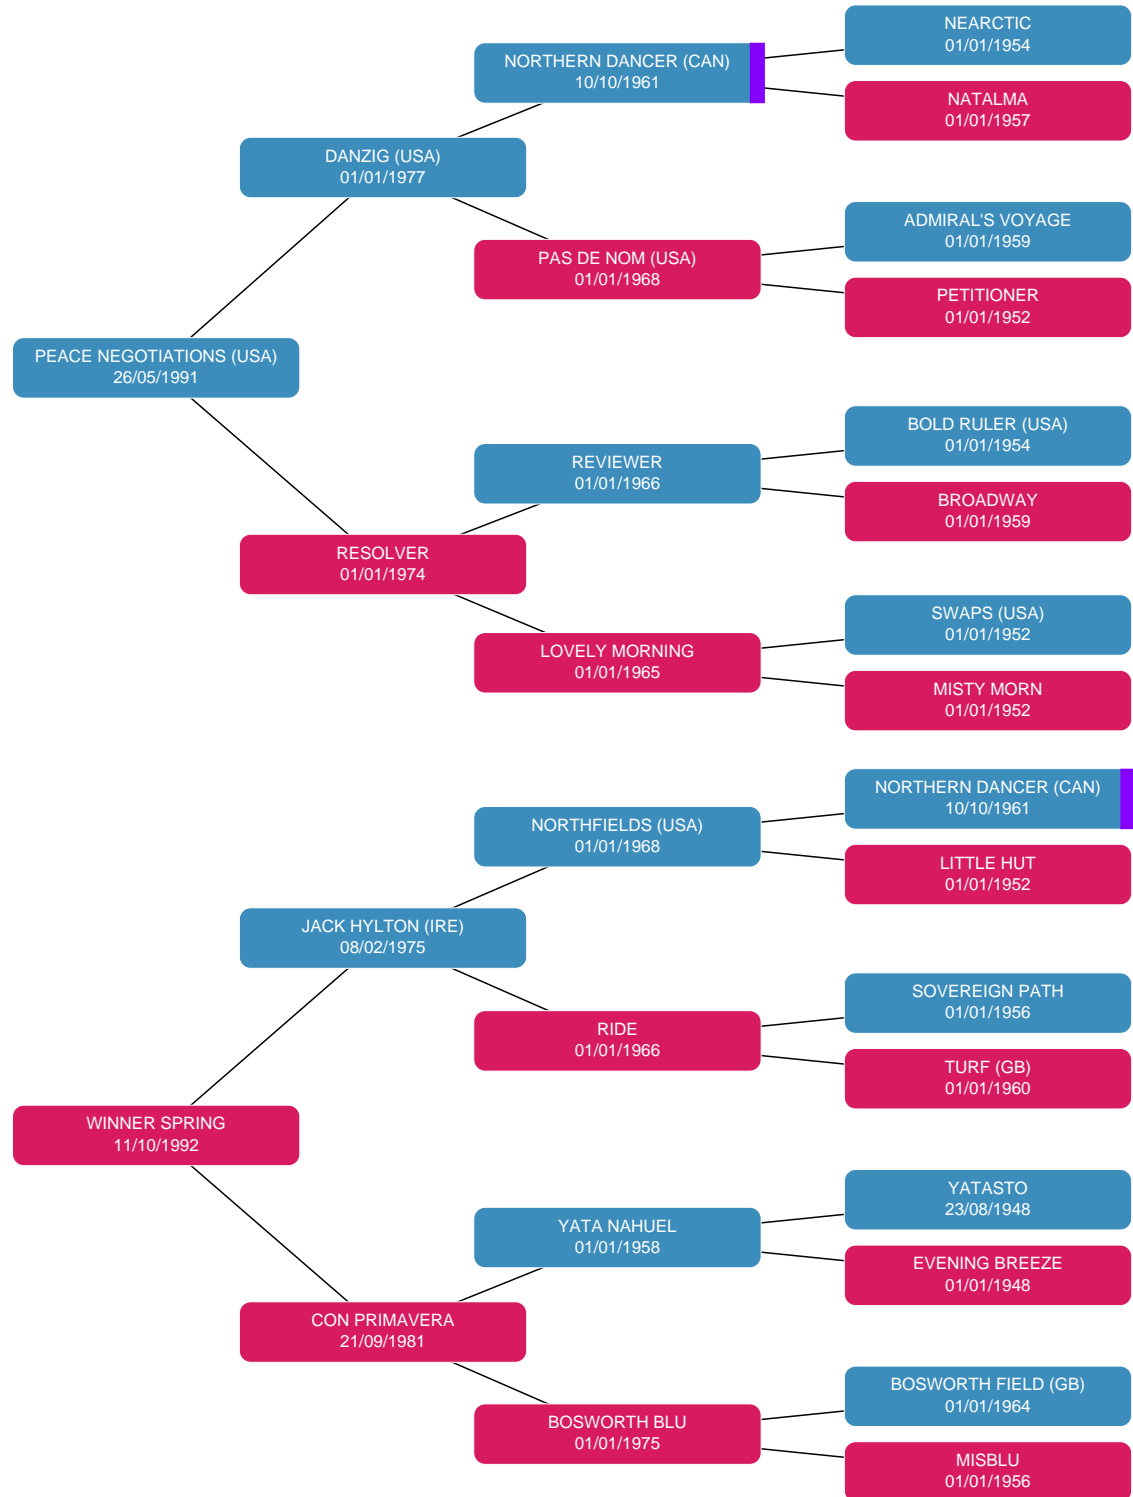 NEARCTIC
01/01/1954
NORTHERN DANCER (CAN)
10/10/1961
NATALMA
01/01/1957
DANZIG (USA)
01/01/1977
ADMIRAL'S VOYAGE
01/01/1959
PAS DE NOM (USA)
01/01/1968
PETITIONER
01/01/1952
PEACE NEGOTIATIONS (USA)
26/05/1991
BOLD RULER (USA)
01/01/1954
REVIEWER
01/01/1966
BROADWAY
01/01/1959
RESOLVER
01/01/1974
SWAPS (USA)
01/01/1952
LOVELY MORNING
01/01/1965
MISTY MORN
01/01/1952
NORTHERN DANCER (CAN)
10/10/1961
NORTHFIELDS (USA)
01/01/1968
LITTLE HUT
01/01/1952
JACK HYLTON (IRE)
08/02/1975
SOVEREIGN PATH
01/01/1956
RIDE
01/01/1966
TURF (GB)
01/01/1960
WINNER SPRING
11/10/1992
YATASTO
23/08/1948
YATA NAHUEL
01/01/1958
EVENING BREEZE
01/01/1948
CON PRIMAVERA
21/09/1981
BOSWORTH FIELD (GB)
01/01/1964
BOSWORTH BLU
01/01/1975
MISBLU
01/01/1956